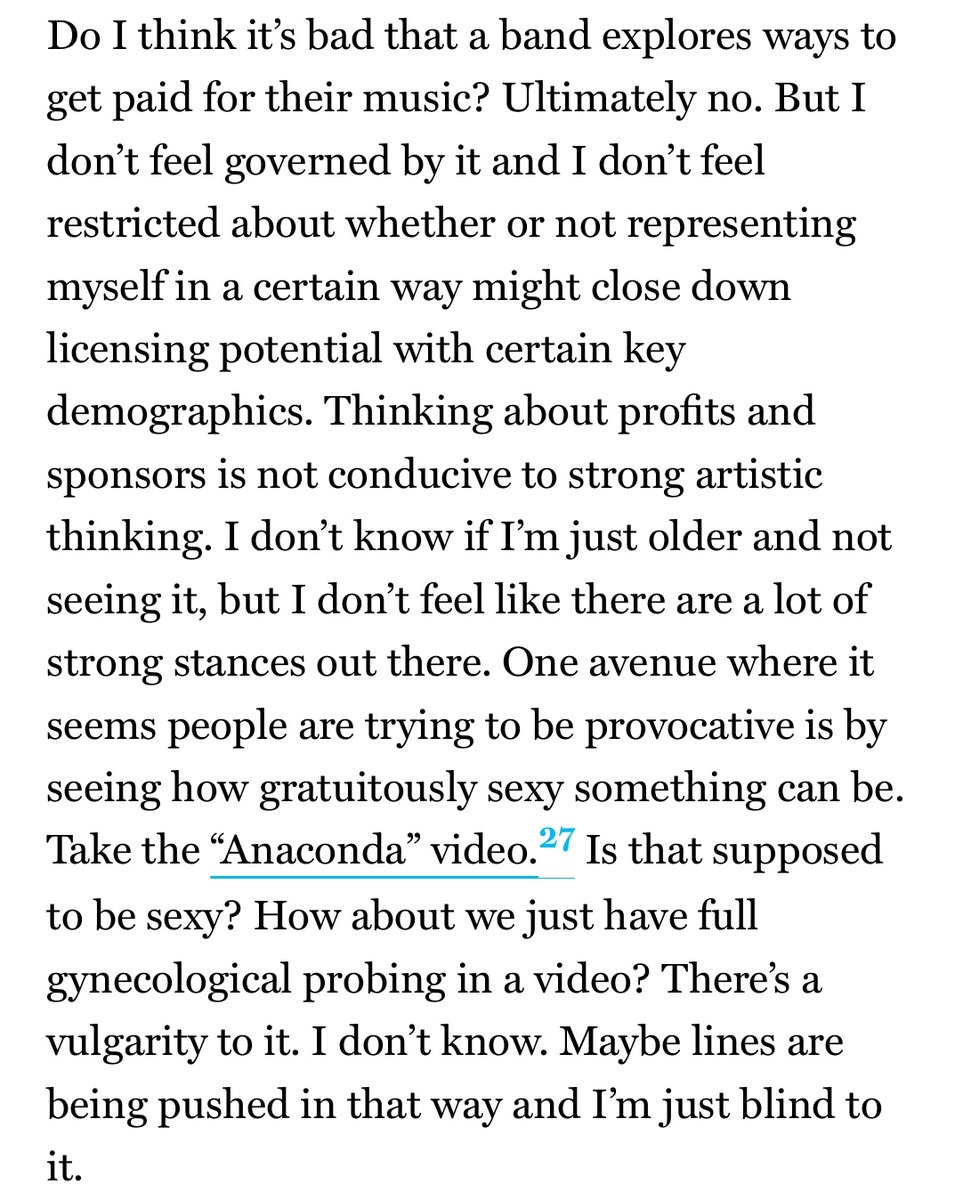 Do I think it’s bad that a band explores ways to
get paid for their music? Ultimately no. But I
don’t feel governed by it and I don’t feel
restricted about whether or not representing
myself in a certain way might close down
licensing potential with certain key
demographics. Thinking about profits and
sponsors is not conducive to strong artistic
thinking. I don’t know if I’m just older and not
seeing it, but I don’t feel like there are a lot of
strong stances out there. One avenue where it
seems people are trying to be provocative is by
seeing how gratuitously sexy something can be.
Take the “Anaconda” video.27 Is that supposed
to be sexy? How about we just have full
gynecological probing in a video? There’s a
vulgarity to it. I don’t know. Maybe lines are
being pushed in that way and I’m just blind to
it.